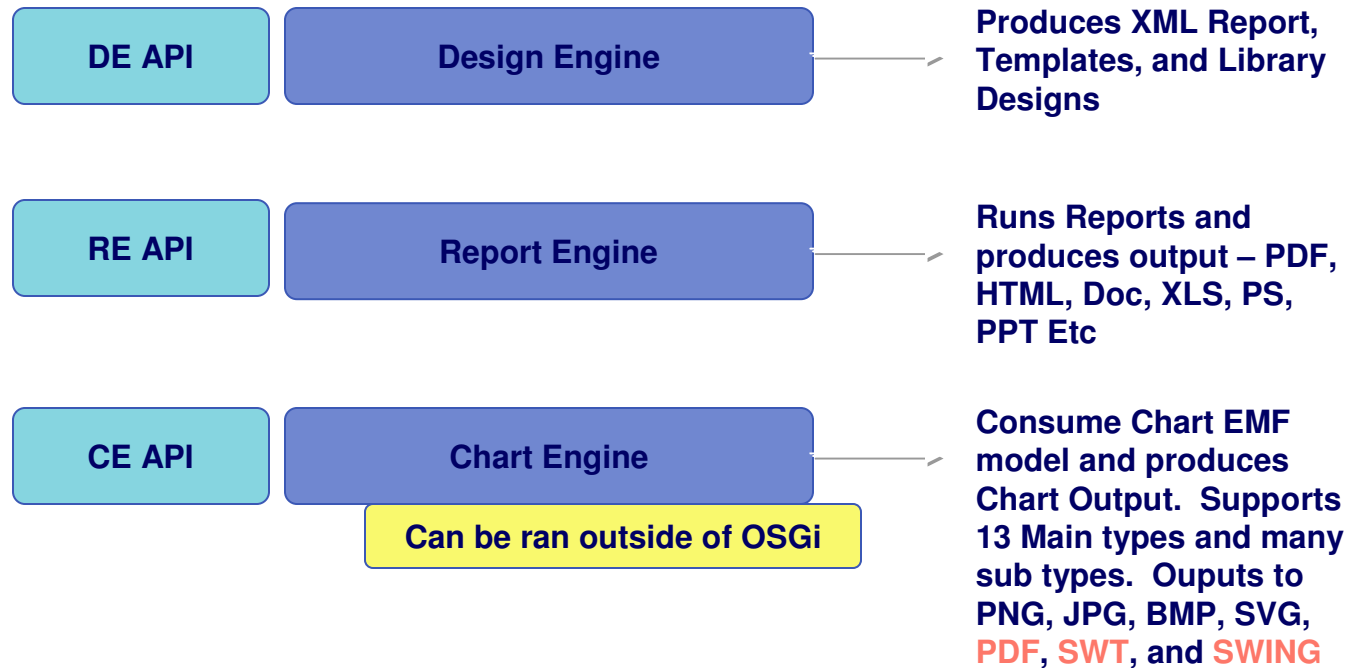 DE API
Design Engine
Produces XML Report,
Templates, and Library
Designs
RE API
Report Engine
Runs Reports and
produces output – PDF,
HTML, Doc, XLS, PS,
PPT Etc
CE API
Chart Engine
Can be ran outside of OSGi
Consume Chart EMF
model and produces
Chart Output.  Supports
13 Main types and many
sub types.  Ouputs to
PNG, JPG, BMP, SVG,
PDF, SWT, and SWING